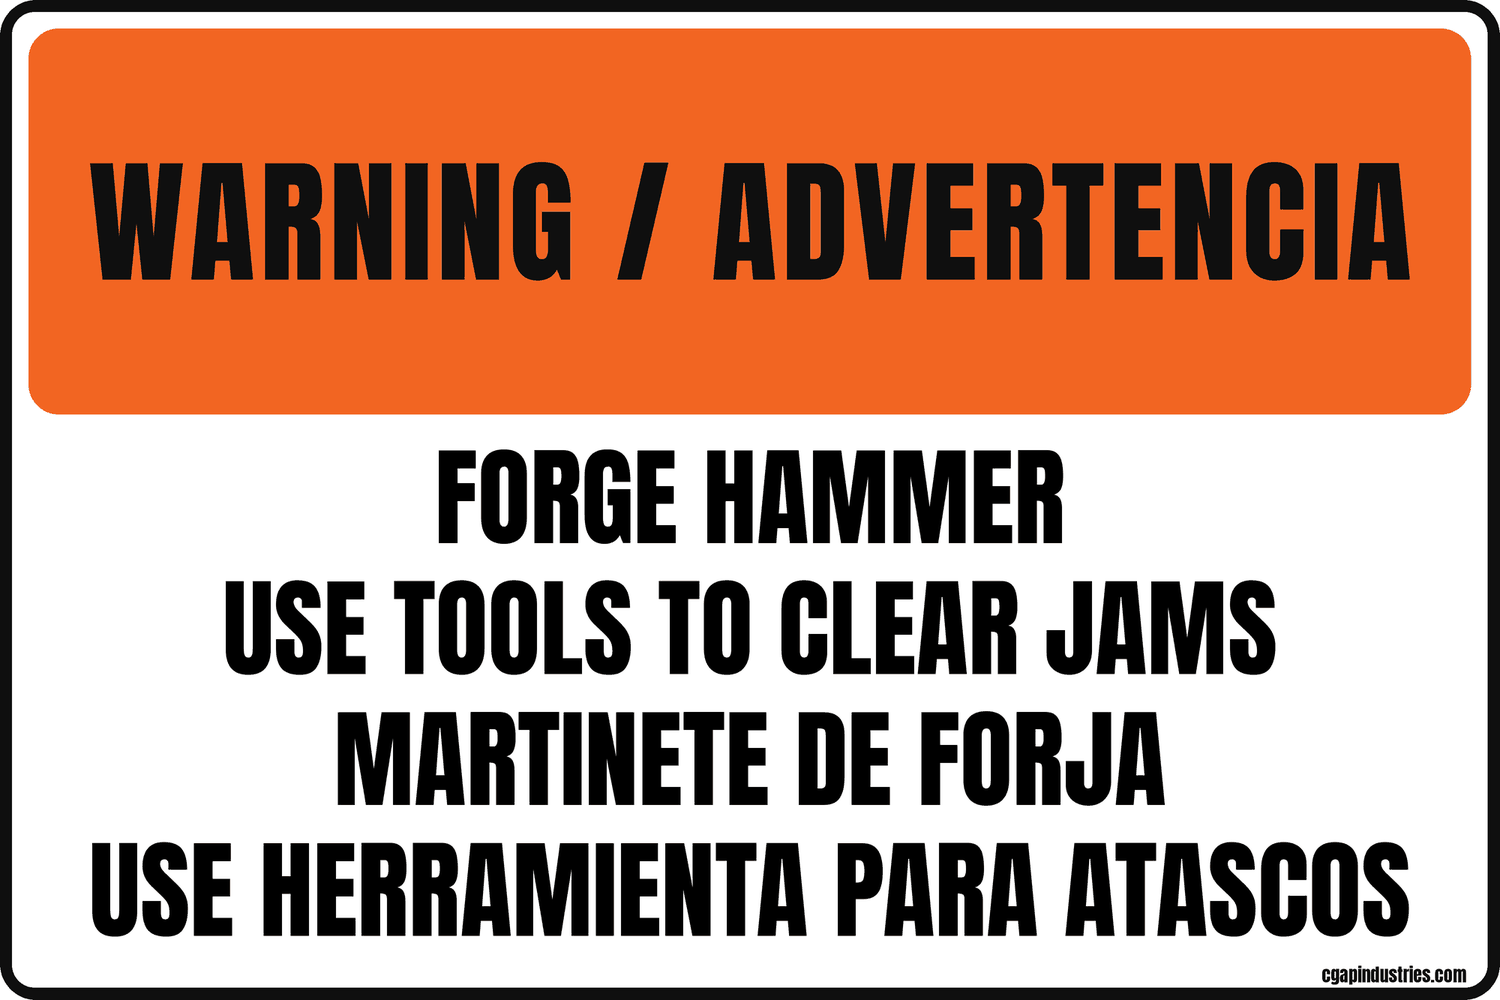 WARNING / ADVERTENCIA
FORGE HAMMER
USE TOOLS TO CLEAR JAMS
MARTINETE DE FORJA
USE HERRAMIENTA PARA ATASCOS
cgapindustries.com